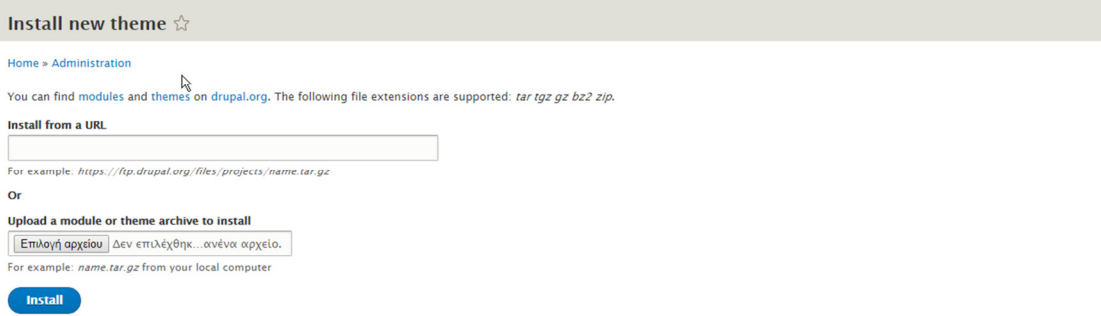 Install new theme
Home » Administration
You can find modules and themes on drupal.org. The following file extensions are supported: tar tgz gz bz2 zip.
Install from a URL
For example: https://ftp.drupal.org/files/projects/name.tar.gz
Or
Upload a module or theme archive to install
Επιλογή αρχείου Δεν επιλέχθηκ...ανένα αρχείο.
For example: name.tar.gz from your local computer
Install